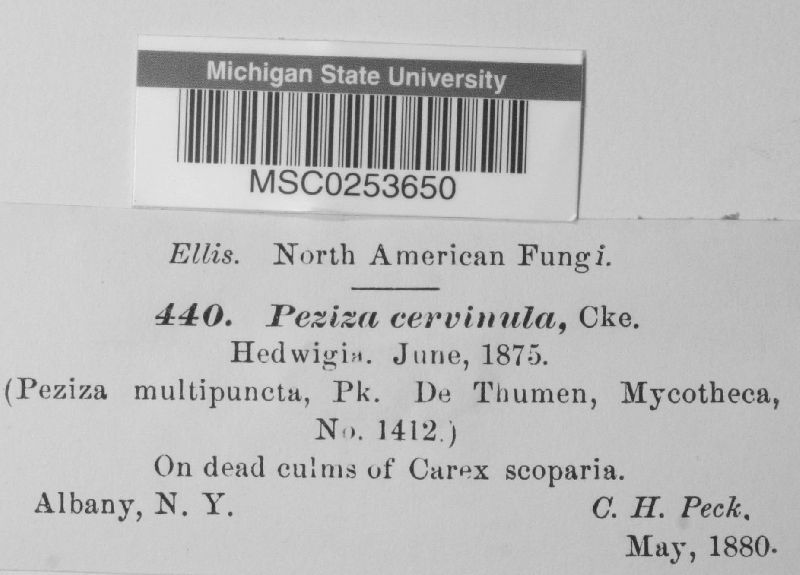 Michigan State University
MSC0253650
Ellis. North American Fungi.
440. Peziza cervinula, Cke.
Hedwigia. June, 1875.
(Peziza multipuncta, Pk. De Thumen, Mycotheca,
No. 1412.)
On dead culms of Carex scoparia.
Albany, N. Y. C. H. Peck.
May, 1880.